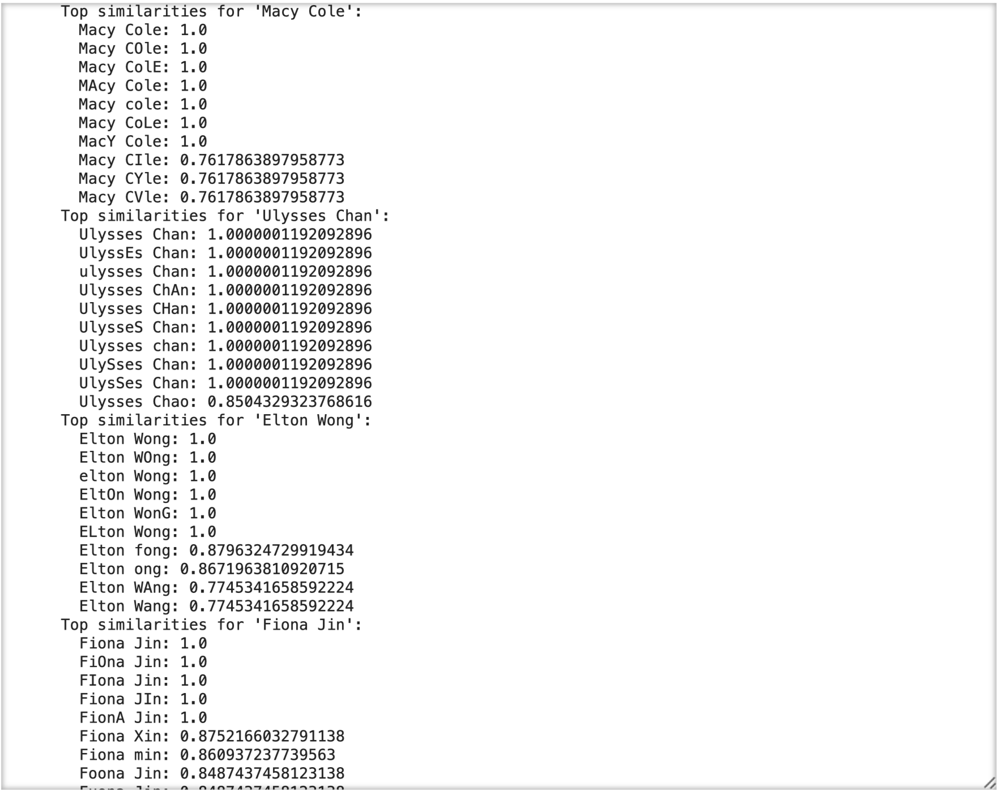 Top similarities for 'Macy Cole':
Macy Cole: 1.0
Macy COle: 1.0
Macy ColE: 1.0
MAcy Cole: 1.0
Macy cole: 1.0
Macy CoLe: 1.0
MacY Cole: 1.0
Macy CIle: 0.7617863897958773
Macy CYle: 0.7617863897958773
Macy CVle: 0.7617863897958773
Top similarities for 'Ulysses Chan':
Ulysses Chan: 1.0000001192092896
UlyssEs Chan: 1.0000001192092896
ulysses Chan: 1.0000001192092896
Ulysses ChAn: 1.0000001192092896
Ulysses CHan: 1.0000001192092896
UlysseS Chan: 1.0000001192092896
Ulysses chan: 1.0000001192092896
UlySses Chan: 1.0000001192092896
UlysSes Chan: 1.0000001192092896
Ulysses Chao: 0.8504329323768616
Top similarities for 'Elton Wong':
Elton Wong: 1.0
Elton WOng: 1.0
elton Wong: 1.0
EltOn Wong: 1.0
Elton WonG: 1.0
ELton Wong: 1.0
Elton fong: 0.8796324729919434
Elton ong: 0.8671963810920715
Elton WAng: 0.7745341658592224
Elton Wang: 0.7745341658592224
Top similarities for 'Fiona Jin':
Fiona Jin: 1.0
FiOna Jin: 1.0
FIona Jin: 1.0
Fiona JIn: 1.0
FionA Jin: 1.0
Fiona Xin: 0.8752166032791138
Fiona min: 0.860937237739563
Foona Jin: 0.8487437458123138